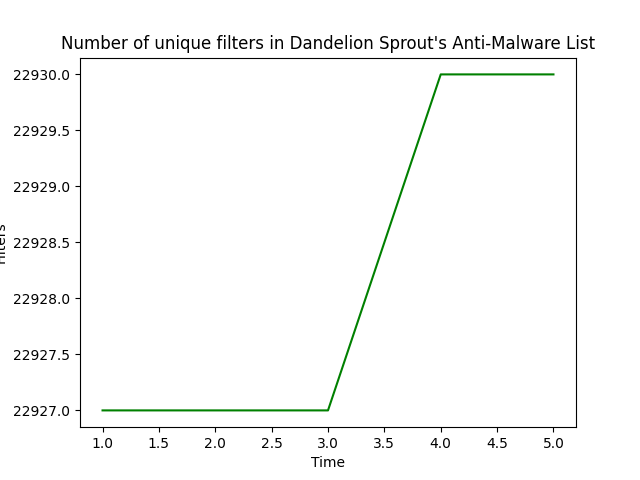 Number of unique filters in Dandelion Sprout's Anti-Malware List
22930.0
22929.5
22929.0
22928.5
22928.0
22927.5
22927.0
Filters
1.0 1.5 2.0 2.5 3.0 3.5 4.0 4.5 5.0
Time